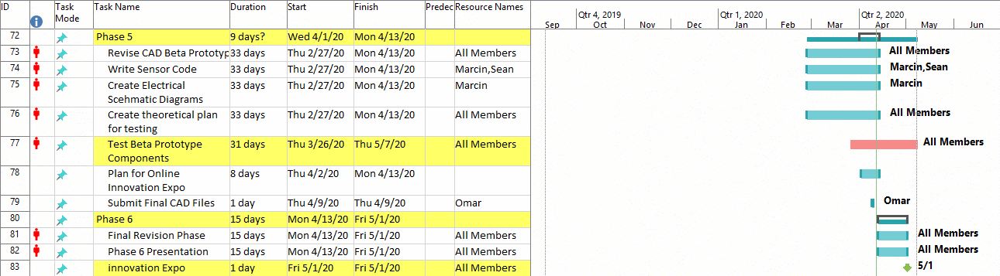 ID Task Mode Task Name Duration Start Finish Predec Resource Names
Qtr 4, 2019 Qtr 1, 2020 Qtr 2, 2020
Sep Oct Nov Dec Jan Feb Mar Apr May Jun
72 Phase 5 9 days? Wed 4/1/20 Mon 4/13/20
73 Revise CAD Beta Prototyp 33 days Thu 2/27/20 Mon 4/13/20 All Members All Members
74 Write Sensor Code 33 days Thu 2/27/20 Mon 4/13/20 Marcin,Sean Marcin,Sean
75 Create Electrical 33 days Thu 2/27/20 Mon 4/13/20 Marcin Marcin
Scehmatic Diagrams
76 Create theoretical plan 33 days Thu 2/27/20 Mon 4/13/20 All Members All Members
for testing
77 Test Beta Prototype 31 days Thu 3/26/20 Thu 5/7/20 All Members All Members
Components
78 Plan for Online 8 days Thu 4/2/20 Mon 4/13/20
Innovation Expo
79 Submit Final CAD Files 1 day Thu 4/9/20 Thu 4/9/20 Omar Omar
80 Phase 6 15 days Mon 4/13/20 Fri 5/1/20
81 Final Revision Phase 15 days Mon 4/13/20 Fri 5/1/20 All Members All Members
82 Phase 6 Presentation 15 days Mon 4/13/20 Fri 5/1/20 All Members All Members
83 innovation Expo 1 day Fri 5/1/20 Fri 5/1/20 All Members 5/1